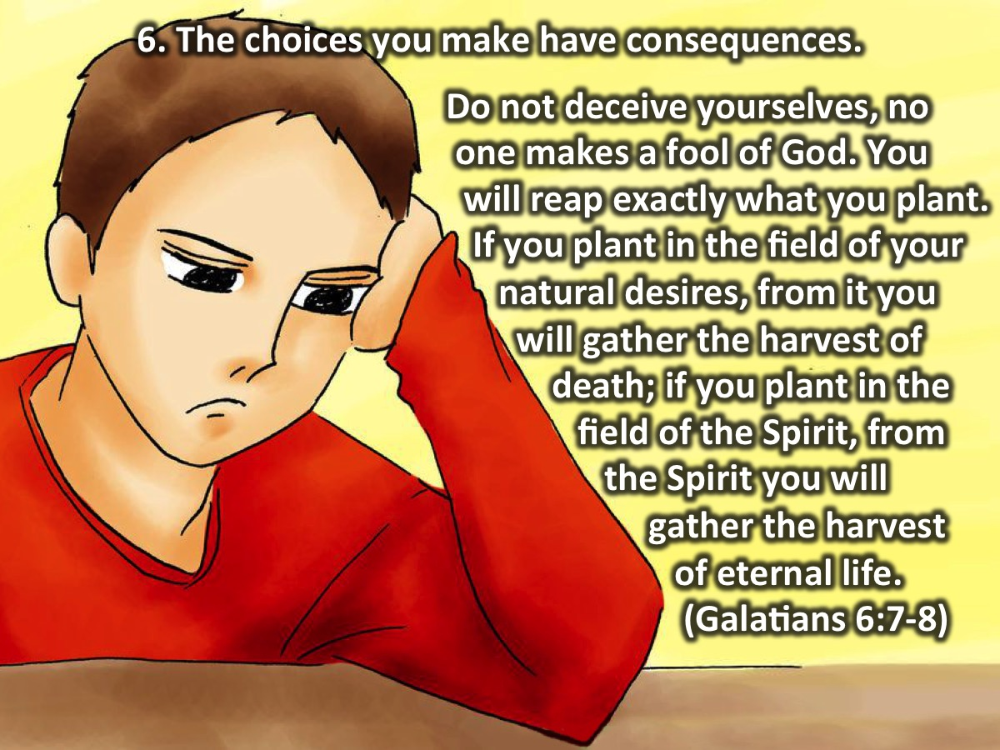 6. The choices you make have consequences.
Do not deceive yourselves, no
one makes a fool of God. You
will reap exactly what you plant.
If you plant in the field of your
natural desires, from it you
will gather the harvest of
death; if you plant in the
field of the Spirit, from
the Spirit you will
gather the harvest
of eternal life.
(Galatians 6:7-8)